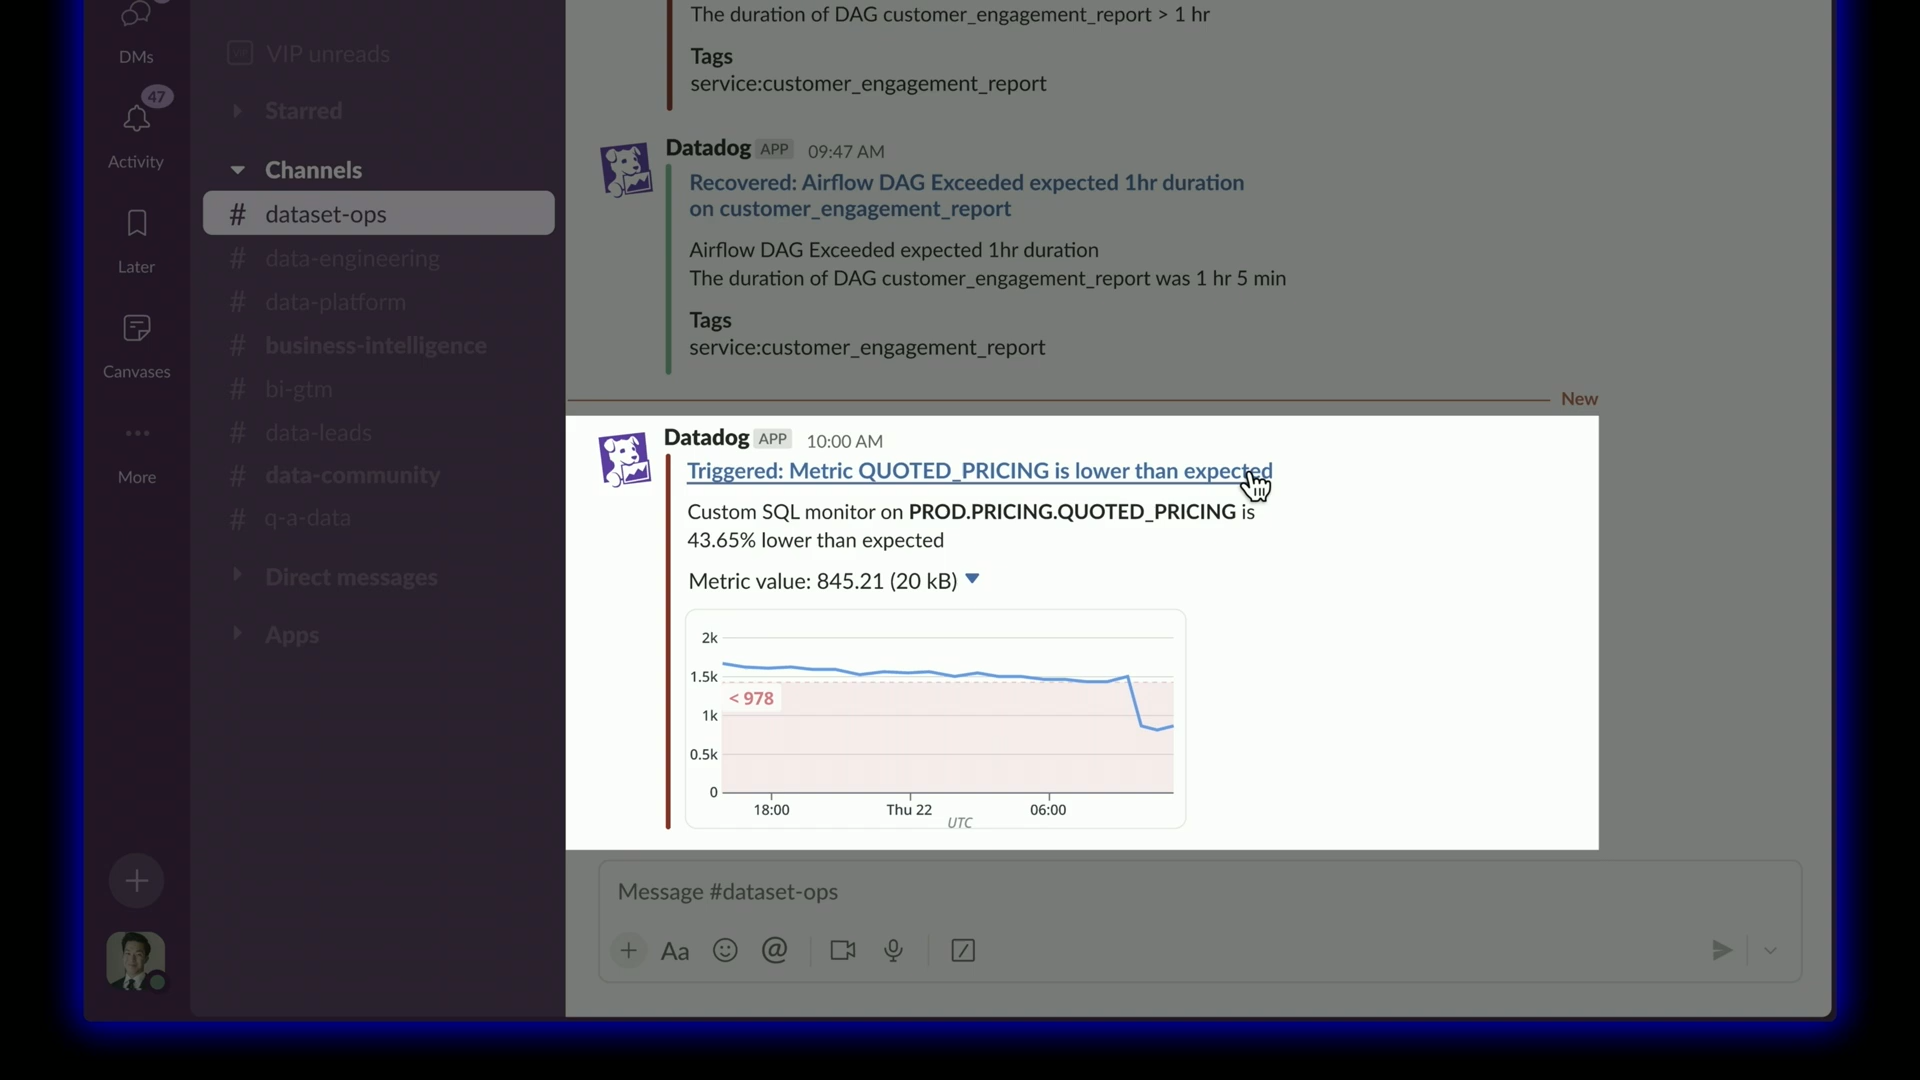 DMs
47
Activity
Later
Canvases
More
VIP unreads
Starred
Channels
# dataset-ops
# data-engineering
# data-platform
# business-intelligence
# bi-gtm
# data-leads
# data-community
# q-a-data
Direct messages
Apps
The duration of DAG customer_engagement_report > 1 hr
Tags
service:customer_engagement_report
Datadog APP 09:47 AM
Recovered: Airflow DAG Exceeded expected 1hr duration
on customer_engagement_report
Airflow DAG Exceeded expected 1hr duration
The duration of DAG customer_engagement_report was 1 hr 5 min
Tags
service:customer_engagement_report
New
Datadog APP 10:00 AM
Triggered: Metric QUOTED_PRICING is lower than expected
Custom SQL monitor on PROD.PRICING.QUOTED_PRICING is
43.65% lower than expected
Metric value: 845.21 (20 kB)
2k
1.5k
< 978
1k
0.5k
0
18:00 Thu 22 06:00
UTC
Message #dataset-ops
Aa @